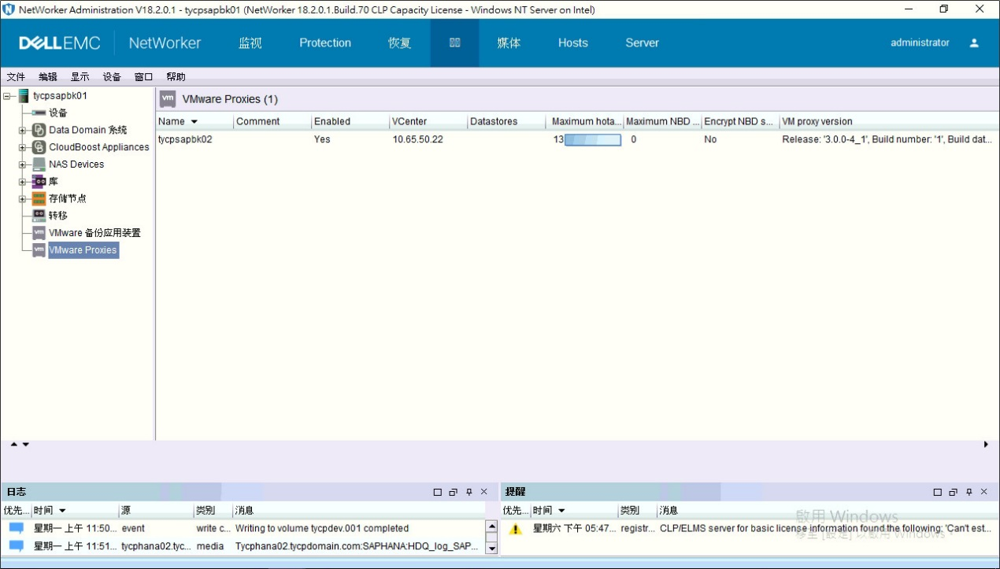 NetWorker Administration V18.2.0.1 - tycpsapbk01 (NetWorker 18.2.0.1.Build.70 CLP Capacity License - Windows NT Server on Intel)
DELLEMC NetWorker 监视 Protection 恢复 媒体 Hosts Server administrator
文件 编辑 显示 设备 窗口 帮助
tycpsapbk01
设备
Data Domain 系统
CloudBoost Appliances
NAS Devices
库
存储节点
转移
VMware 备份应用装置
VMware Proxies
VMware Proxies (1)
Name Comment Enabled VCenter Datastores Maximum hota... Maximum NBD ... Encrypt NBD s... VM proxy version
tycpsapbk02 Yes 10.65.50.22 13 0 No Release: '3.0.0-4_1', Build number: '1', Build dat...
日志
优先... 时间 源 类别 消息
星期一 上午 11:50... event write c... Writing to volume tycpdev.001 completed
星期一 上午 11:51... tycphana02.tyc... media Tycphana02.tycpdomain.com:SAPHANA:HDQ_log_SAP...
提醒
优先... 时间 类别 消息
星期六 下午 05:47... registr... CLP/ELMS server for basic license information found the following: 'Can't est...
啟用 Windows
移至 [設定] 以啟用 Windows。